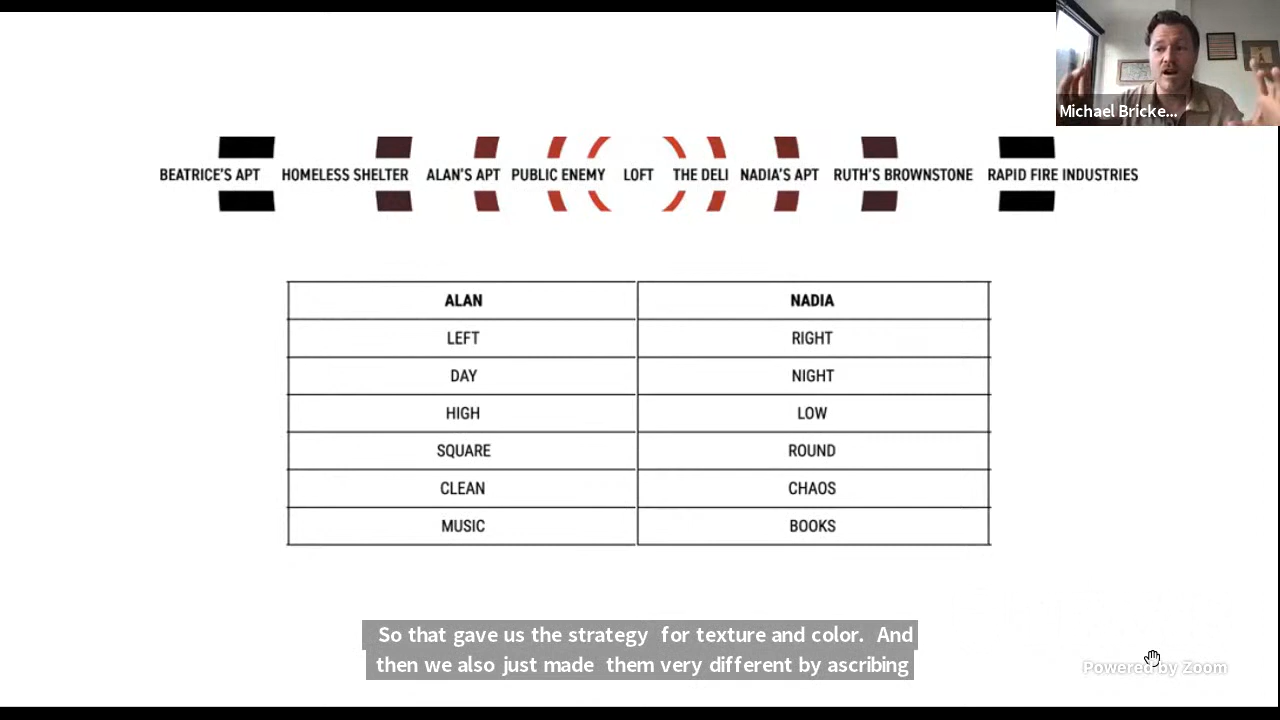 Michael Bricke...
BEATRICE'S APT HOMELESS SHELTER ALAN'S APT PUBLIC ENEMY LOFT THE DELI NADIA'S APT RUTH'S BROWNSTONE RAPID FIRE INDUSTRIES
ALAN NADIA
LEFT RIGHT
DAY NIGHT
HIGH LOW
SQUARE ROUND
CLEAN CHAOS
MUSIC BOOKS
So that gave us the strategy for texture and color. And
then we also just made them very different by ascribing
Powered by Zoom